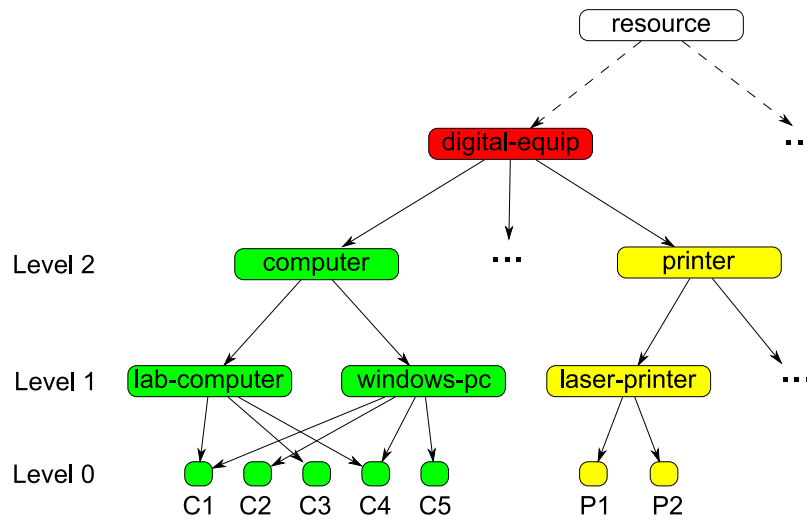 resource
digital-equip
...
Level 2
computer
...
printer
Level 1
lab-computer
windows-pc
laser-printer
...
Level 0
C1
C2
C3
C4
C5
P1
P2